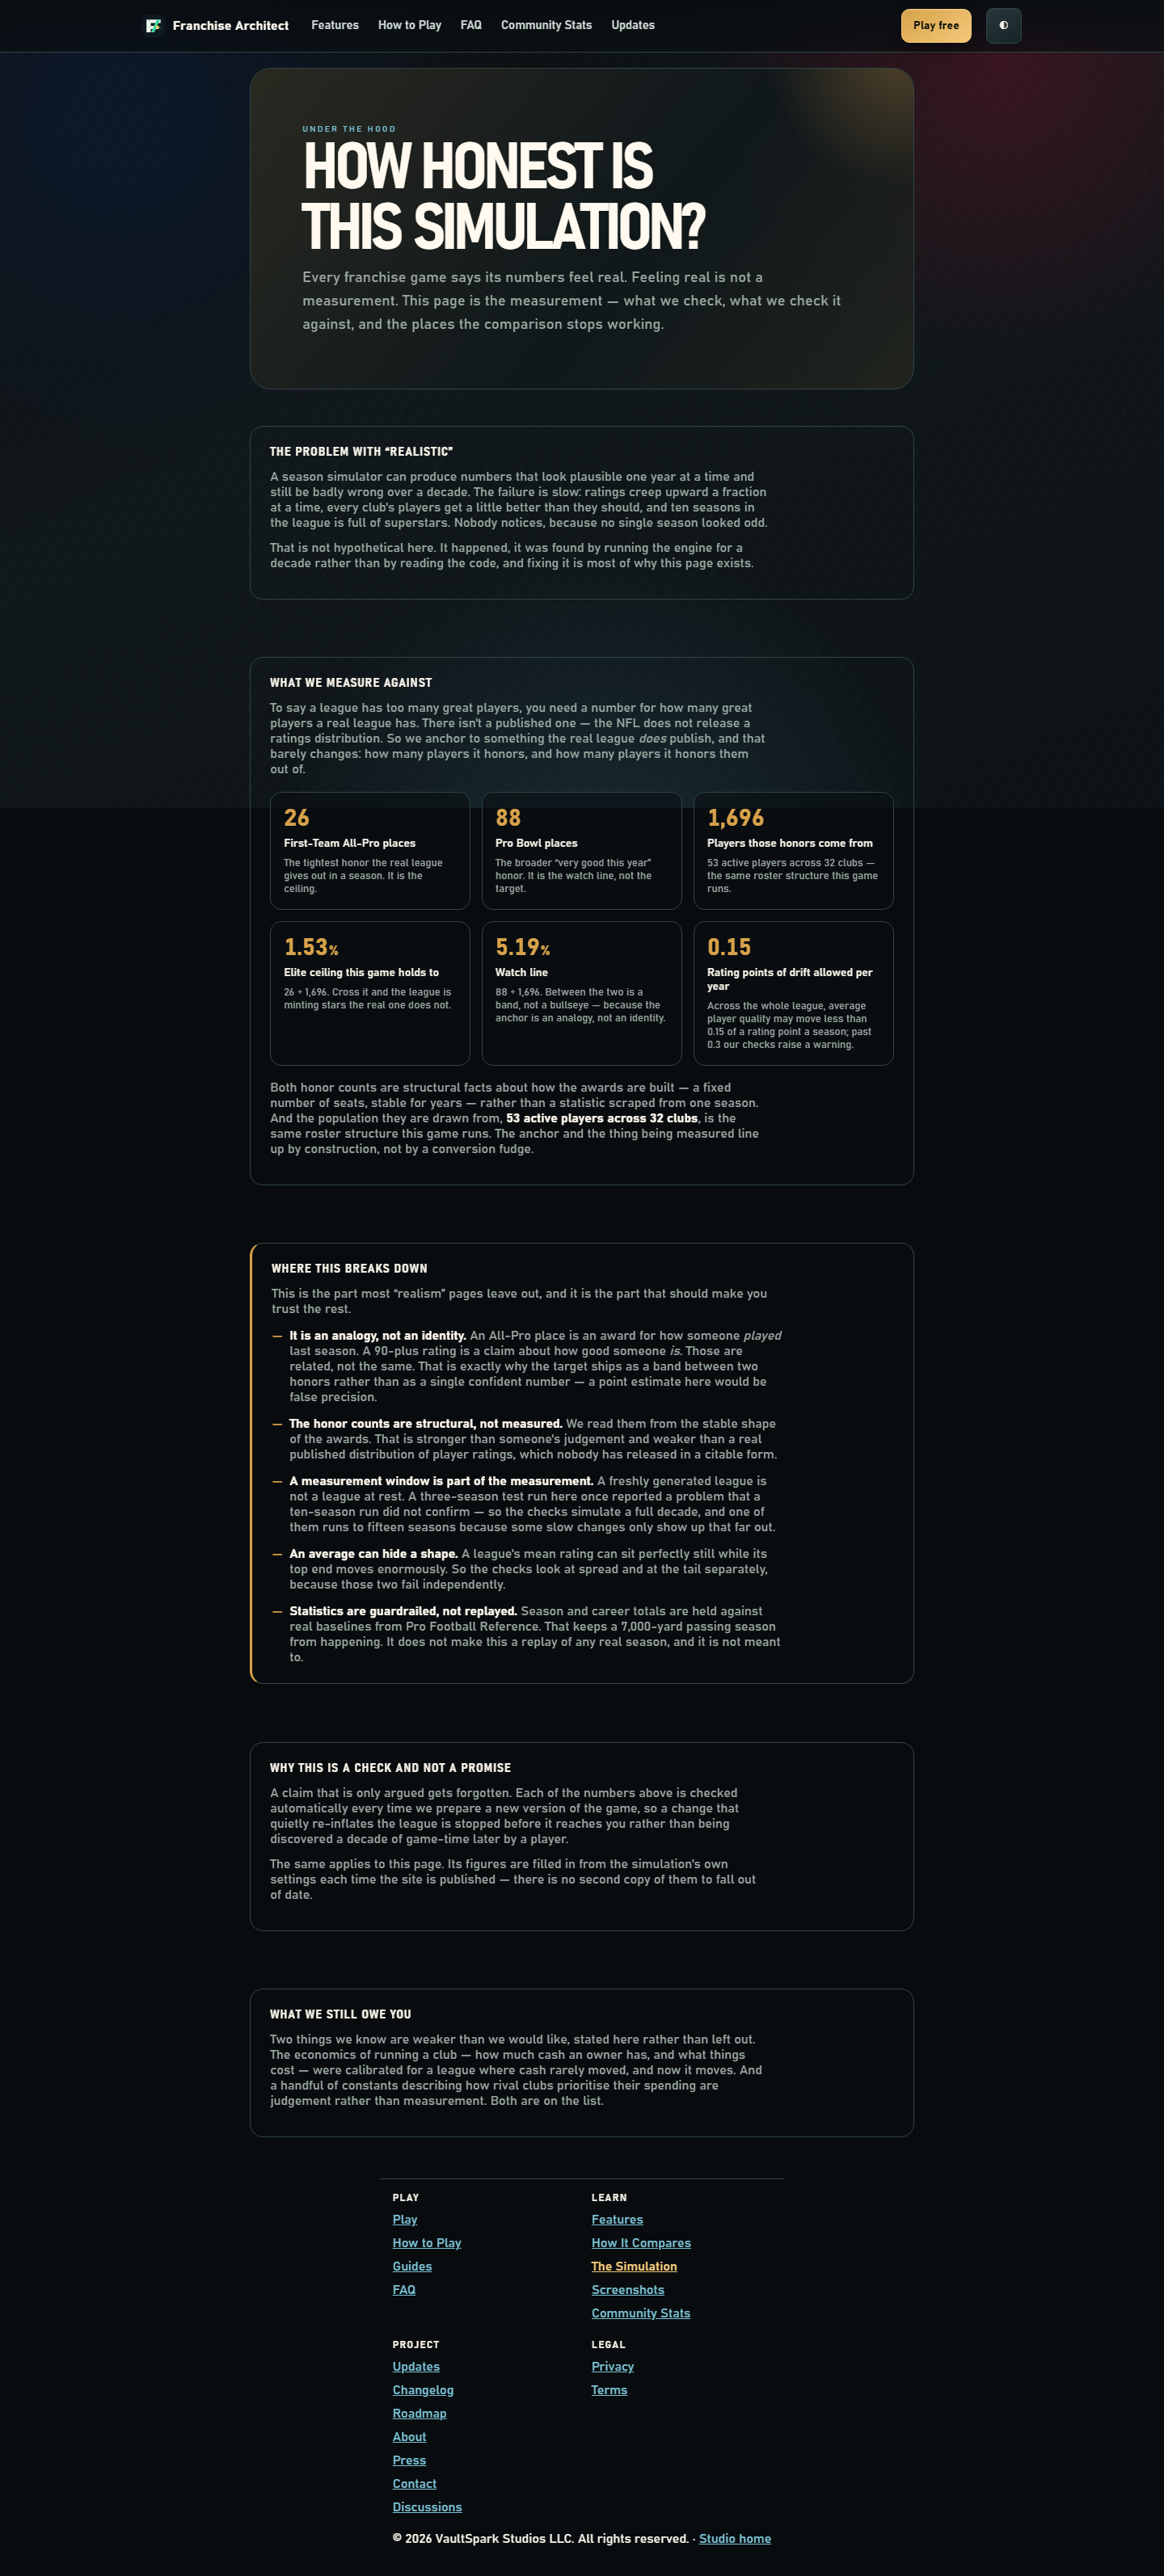 Franchise Architect
Features
How to Play
FAQ
Community Stats
Updates
Play free
UNDER THE HOOD
HOW HONEST IS
THIS SIMULATION?
Every franchise game says its numbers feel real. Feeling real is not a
measurement. This page is the measurement — what we check, what we check it
against, and the places the comparison stops working.
THE PROBLEM WITH “REALISTIC”
A season simulator can produce numbers that look plausible one year at a time and
still be badly wrong over a decade. The failure is slow: ratings creep upward a fraction
at a time, every club's players get a little better than they should, and ten seasons in
the league is full of superstars. Nobody notices, because no single season looked odd.
That is not hypothetical here. It happened, it was found by running the engine for a
decade rather than by reading the code, and fixing it is most of why this page exists.
WHAT WE MEASURE AGAINST
To say a league has too many great players, you need a number for how many great
players a real league has. There isn't a published one — the NFL does not release a
ratings distribution. So we anchor to something the real league does publish, and that
barely changes: how many players it honors, and how many players it honors them
out of.
26
First-Team All-Pro places
The tightest honor the real league
gives out in a season. It is the
ceiling.
88
Pro Bowl places
The broader “very good this year”
honor. It is the watch line, not the
target.
1,696
Players those honors come from
53 active players across 32 clubs —
the same roster structure this game
runs.
1.53%
Elite ceiling this game holds to
26 ÷ 1,696. Cross it and the league is
minting stars the real one does not.
5.19%
Watch line
88 ÷ 1,696. Between the two is a
band, not a bullseye — because the
anchor is an analogy, not an identity.
0.15
Rating points of drift allowed per
year
Across the whole league, average
player quality may move less than
0.15 of a rating point a season; past
0.3 our checks raise a warning.
Both honor counts are structural facts about how the awards are built — a fixed
number of seats, stable for years — rather than a statistic scraped from one season.
And the population they are drawn from, 53 active players across 32 clubs, is the
same roster structure this game runs. The anchor and the thing being measured line
up by construction, not by a conversion fudge.
WHERE THIS BREAKS DOWN
This is the part most “realism” pages leave out, and it is the part that should make you
trust the rest.
— It is an analogy, not an identity. An All-Pro place is an award for how someone played
last season. A 90-plus rating is a claim about how good someone is. Those are
related, not the same. That is exactly why the target ships as a band between two
honors rather than as a single confident number — a point estimate here would be
false precision.
— The honor counts are structural, not measured. We read them from the stable shape
of the awards. That is stronger than someone's judgement and weaker than a real
published distribution of player ratings, which nobody has released in a citable form.
— A measurement window is part of the measurement. A freshly generated league is
not a league at rest. A three-season test run here once reported a problem that a
ten-season run did not confirm — so the checks simulate a full decade, and one of
them runs to fifteen seasons because some slow changes only show up that far out.
— An average can hide a shape. A league's mean rating can sit perfectly still while its
top end moves enormously. So the checks look at spread and at the tail separately,
because those two fail independently.
— Statistics are guardrailed, not replayed. Season and career totals are held against
real baselines from Pro Football Reference. That keeps a 7,000-yard passing season
from happening. It does not make this a replay of any real season, and it is not meant
to.
WHY THIS IS A CHECK AND NOT A PROMISE
A claim that is only argued gets forgotten. Each of the numbers above is checked
automatically every time we prepare a new version of the game, so a change that
quietly re-inflates the league is stopped before it reaches you rather than being
discovered a decade of game-time later by a player.
The same applies to this page. Its figures are filled in from the simulation's own
settings each time the site is published — there is no second copy of them to fall out
of date.
WHAT WE STILL OWE YOU
Two things we know are weaker than we would like, stated here rather than left out.
The economics of running a club — how much cash an owner has, and what things
cost — were calibrated for a league where cash rarely moved, and now it moves. And
a handful of constants describing how rival clubs prioritise their spending are
judgement rather than measurement. Both are on the list.
PLAY
Play
How to Play
Guides
FAQ
LEARN
Features
How It Compares
The Simulation
Screenshots
Community Stats
PROJECT
Updates
Changelog
Roadmap
About
Press
Contact
Discussions
LEGAL
Privacy
Terms
© 2026 VaultSpark Studios LLC. All rights reserved. · Studio home